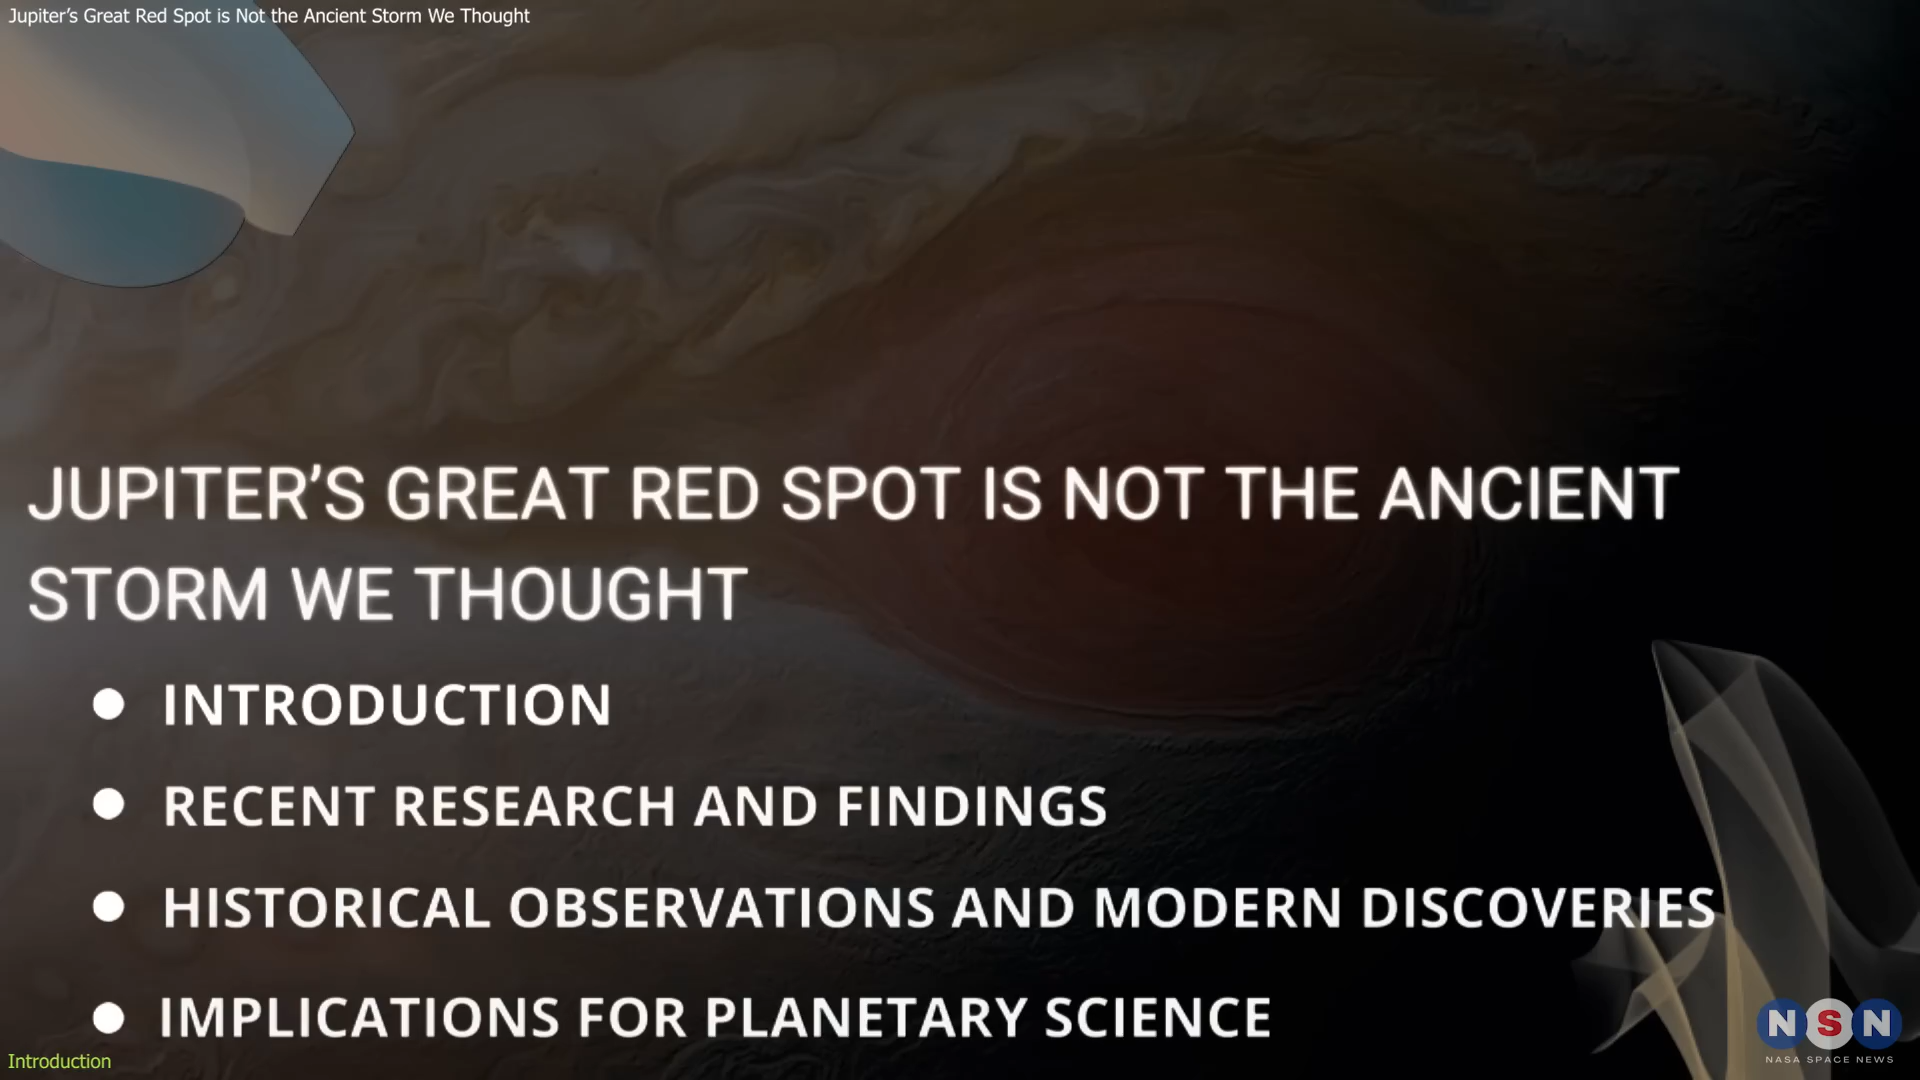 Jupiter’s Great Red Spot is Not the Ancient Storm We Thought
JUPITER’S GREAT RED SPOT IS NOT THE ANCIENT
STORM WE THOUGHT
● INTRODUCTION
● RECENT RESEARCH AND FINDINGS
● HISTORICAL OBSERVATIONS AND MODERN DISCOVERIES
● IMPLICATIONS FOR PLANETARY SCIENCE
Introduction
NSN
NASA SPACE NEWS